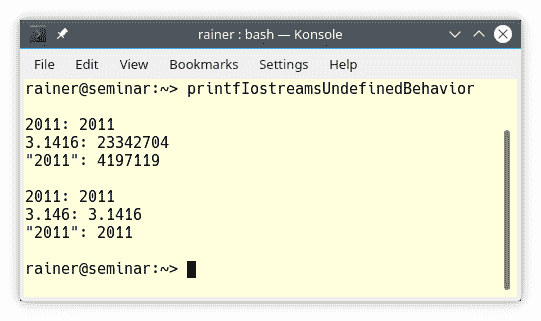 rainer : bash — Konsole
File Edit View Bookmarks Settings Help
rainer@seminar:~> printfIostreamsUndefinedBehavior
2011: 2011
3.1416: 23342704
"2011": 4197119
2011: 2011
3.146: 3.1416
"2011": 2011
rainer@seminar:~>